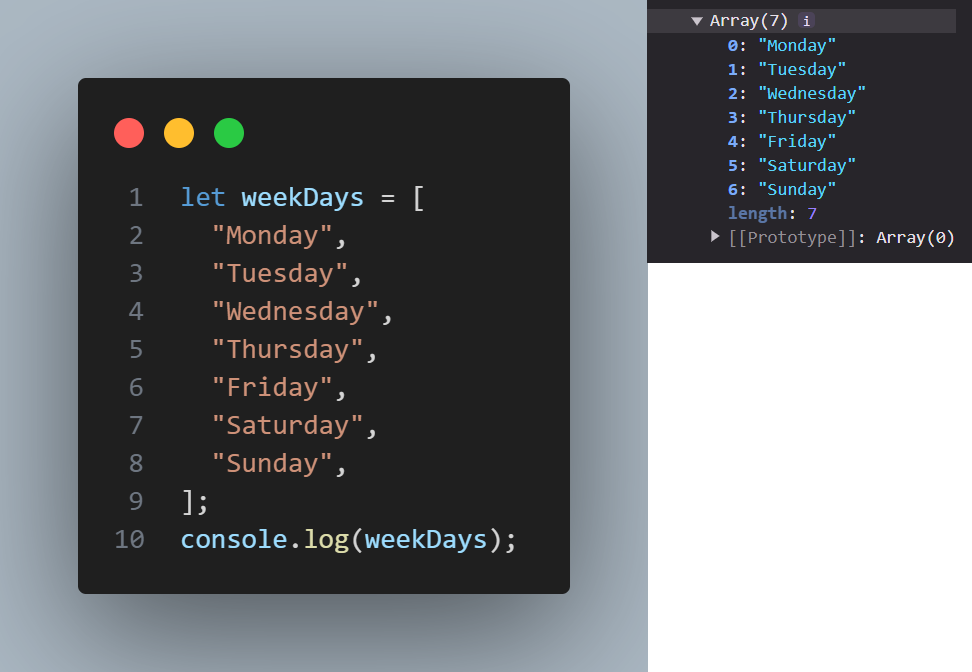 1 let weekDays = [
2 "Monday",
3 "Tuesday",
4 "Wednesday",
5 "Thursday",
6 "Friday",
7 "Saturday",
8 "Sunday",
9 ];
10 console.log(weekDays);
▼ Array(7) i
0: "Monday"
1: "Tuesday"
2: "Wednesday"
3: "Thursday"
4: "Friday"
5: "Saturday"
6: "Sunday"
length: 7
▶ [[Prototype]]: Array(0)